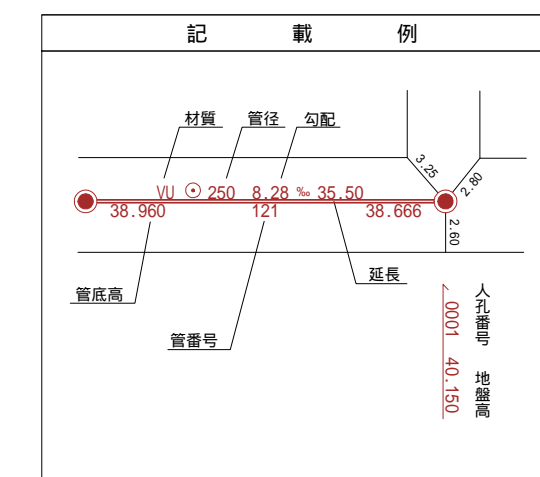 記 載 例
材質 管径 勾配
3.25
2.80
VU 250 8.28 ‰ 35.50
38.960 121 38.666
2.60
管底高
延長
管番号
人孔番号 地盤高
0001 40.150